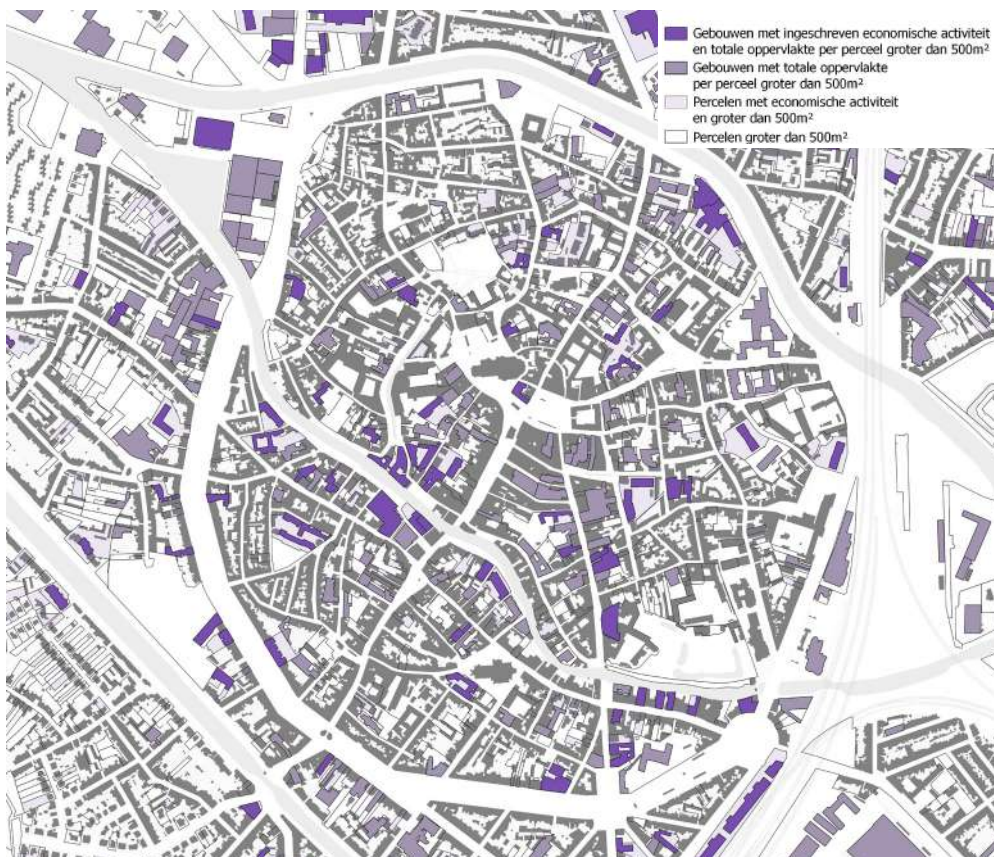 Gebouwen met ingeschreven economische activiteit
en totale oppervlakte per perceel groter dan 500m²
Gebouwen met totale oppervlakte
per perceel groter dan 500m²
Percelen met economische activiteit
en groter dan 500m²
Percelen groter dan 500m²